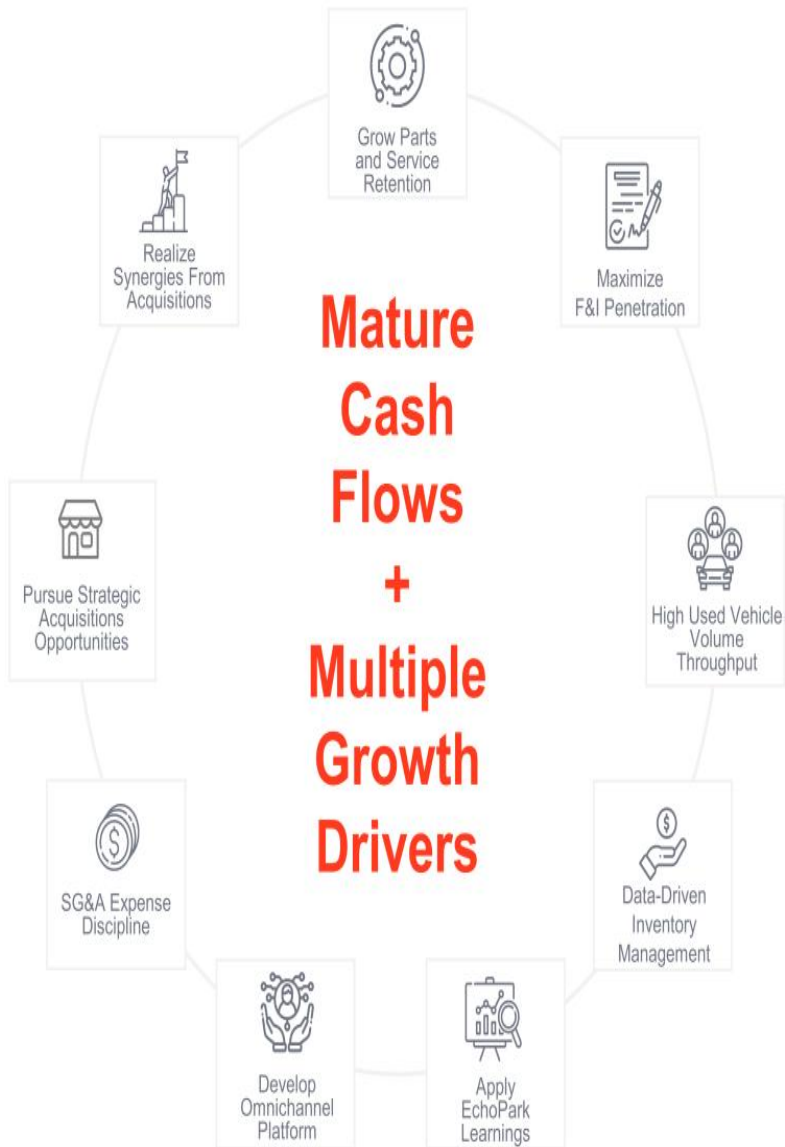 Grow Parts
and Service
Retention
Maximize
F&I Penetration
High Used Vehicle
Volume
Throughput
Data-Driven
Inventory
Management
Apply
EchoPark
Learnings
Develop
Omnichannel
Platform
SG&A Expense
Discipline
Pursue Strategic
Acquisitions
Opportunities
Realize
Synergies From
Acquisitions
Mature
Cash
Flows
+
Multiple
Growth
Drivers